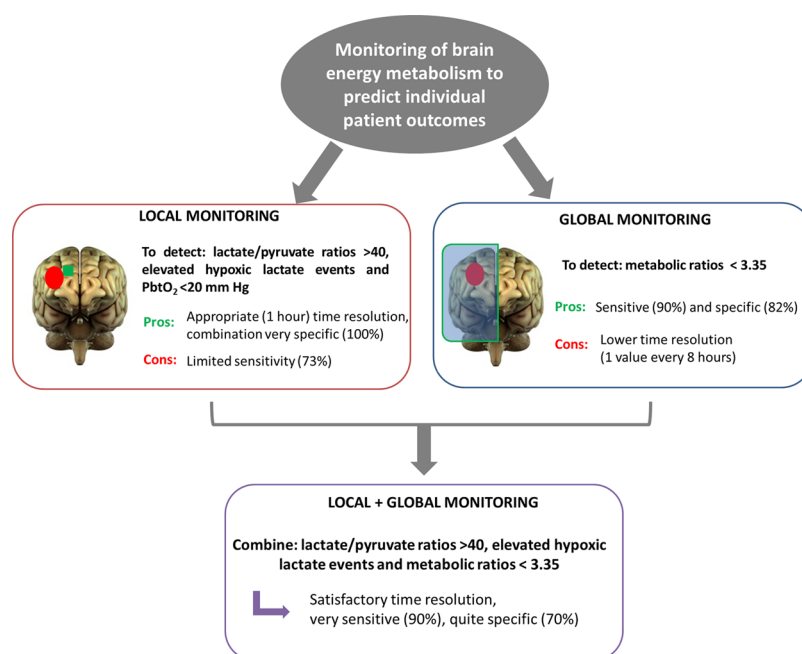 Monitoring of brain
energy metabolism to
predict individual
patient outcomes
LOCAL MONITORING
To detect: lactate/pyruvate ratios >40,
elevated hypoxic lactate events and
PbtO₂ <20 mm Hg
Pros: Appropriate (1 hour) time resolution,
combination very specific (100%)
Cons: Limited sensitivity (73%)
GLOBAL MONITORING
To detect: metabolic ratios < 3.35
Pros: Sensitive (90%) and specific (82%)
Cons: Lower time resolution
(1 value every 8 hours)
LOCAL + GLOBAL MONITORING
Combine: lactate/pyruvate ratios >40, elevated hypoxic
lactate events and metabolic ratios < 3.35
Satisfactory time resolution,
very sensitive (90%), quite specific (70%)